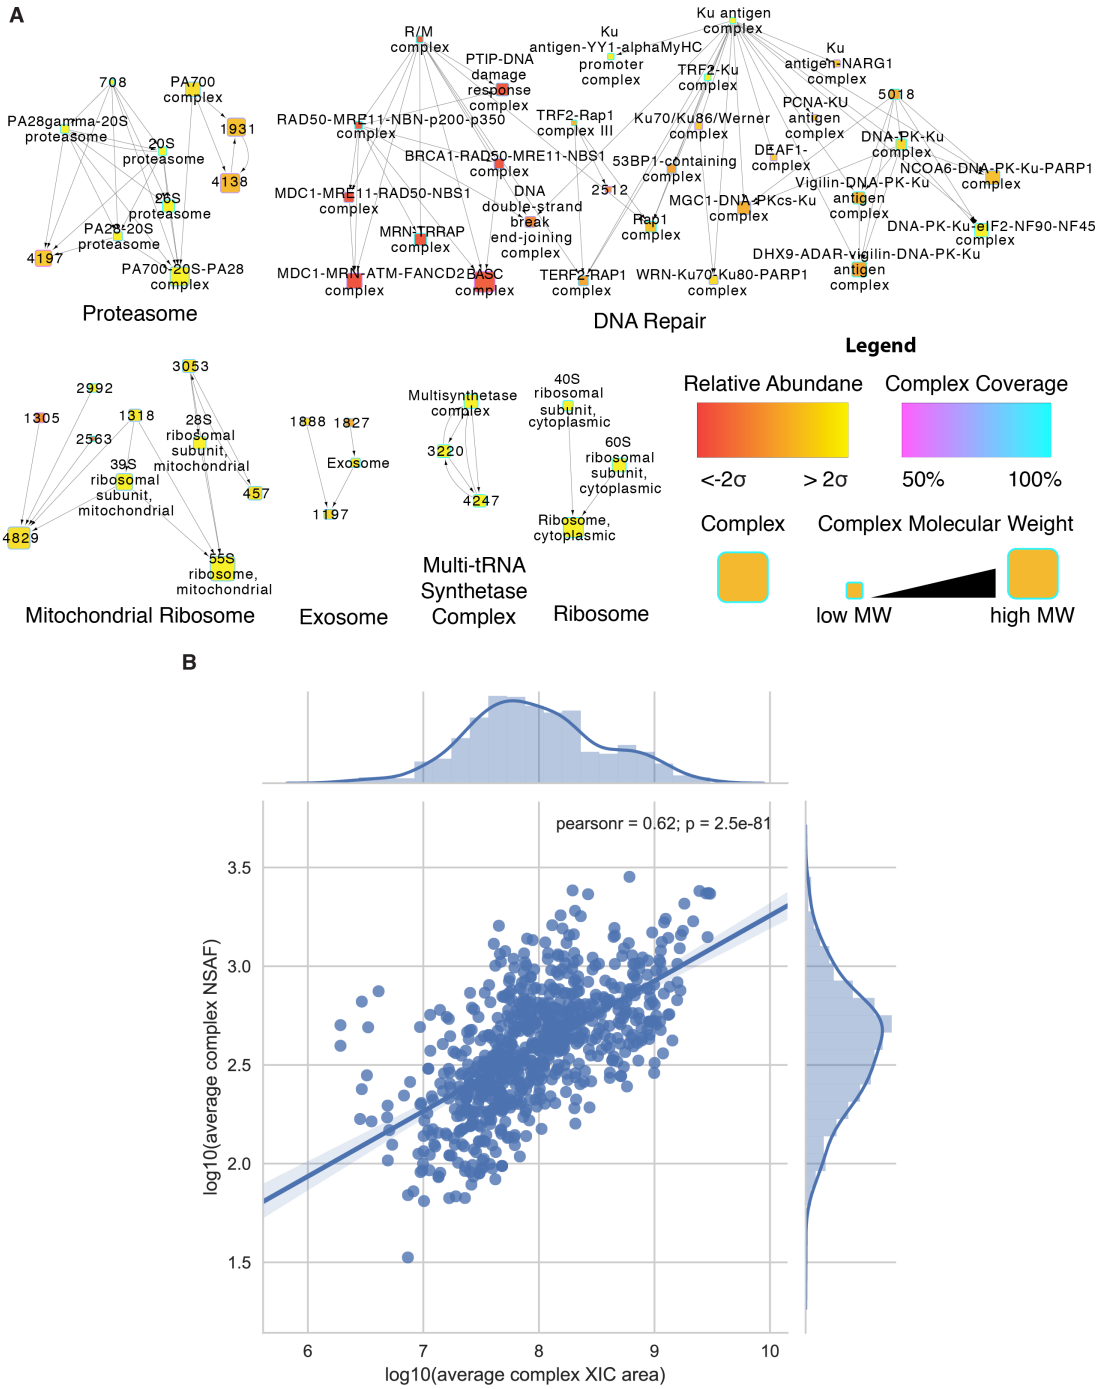 A
708
PA700
complex
PA28gamma-20S
proteasome
1931
20S
proteasome
4138
26S
proteasome
PA28-20S
proteasome
4197
PA700-20S-PA28
complex
Proteasome
R/M
complex
PTIP-DNA
damage
response
complex
Ku
antigen-YY1-alphaMyHC
promoter
complex
Ku antigen
complex
TRF2-Ku
complex
Ku
antigen-NARG1
complex
5018
RAD50-MRE11-NBN-p200-p350
complex
TRF2-Rap1
complex III
Ku70/Ku86/Werner
complex
PCNA-KU
antigen
complex
DNA-PK-Ku
complex
BRCA1-RAD50-MRE11-NBS1
complex
53BP1-containing
complex
DEAF1-
complex
NCOA6-DNA-PK-Ku-PARP1
complex
MDC1-MRE11-RAD50-NBS1
complex
DNA
double-strand
break
end-joining
complex
2512
MGC1-DNA-PKcs-Ku
complex
Vigilin-DNA-PK-Ku
antigen
complex
MRN-TRRAP
complex
Rap1
complex
DNA-PK-Ku-eIF2-NF90-NF45
complex
MDC1-MRN-ATM-FANCD2
complex
BASC
complex
TERF2-RAP1
complex
WRN-Ku70-Ku80-PARP1
complex
DHX9-ADAR-vigilin-DNA-PK-Ku
antigen
complex
DNA Repair
3053
2992
1305
1318
2563
28S
ribosomal
subunit,
mitochondrial
39S
ribosomal
subunit,
mitochondrial
457
4829
55S
ribosome,
mitochondrial
Mitochondrial Ribosome
1888
1827
Exosome
1197
Exosome
Multisynthetase
complex
3220
4247
Multi-tRNA
Synthetase
Complex
40S
ribosomal
subunit,
cytoplasmic
60S
ribosomal
subunit,
cytoplasmic
Ribosome,
cytoplasmic
Ribosome
Legend
Relative Abundane
Complex Coverage
<-2σ
> 2σ
50%
100%
Complex
Complex Molecular Weight
low MW
high MW
B
pearsonr = 0.62; p = 2.5e-81
3.5
3.0
2.5
2.0
1.5
log10(average complex NSAF)
6
7
8
9
10
log10(average complex XIC area)